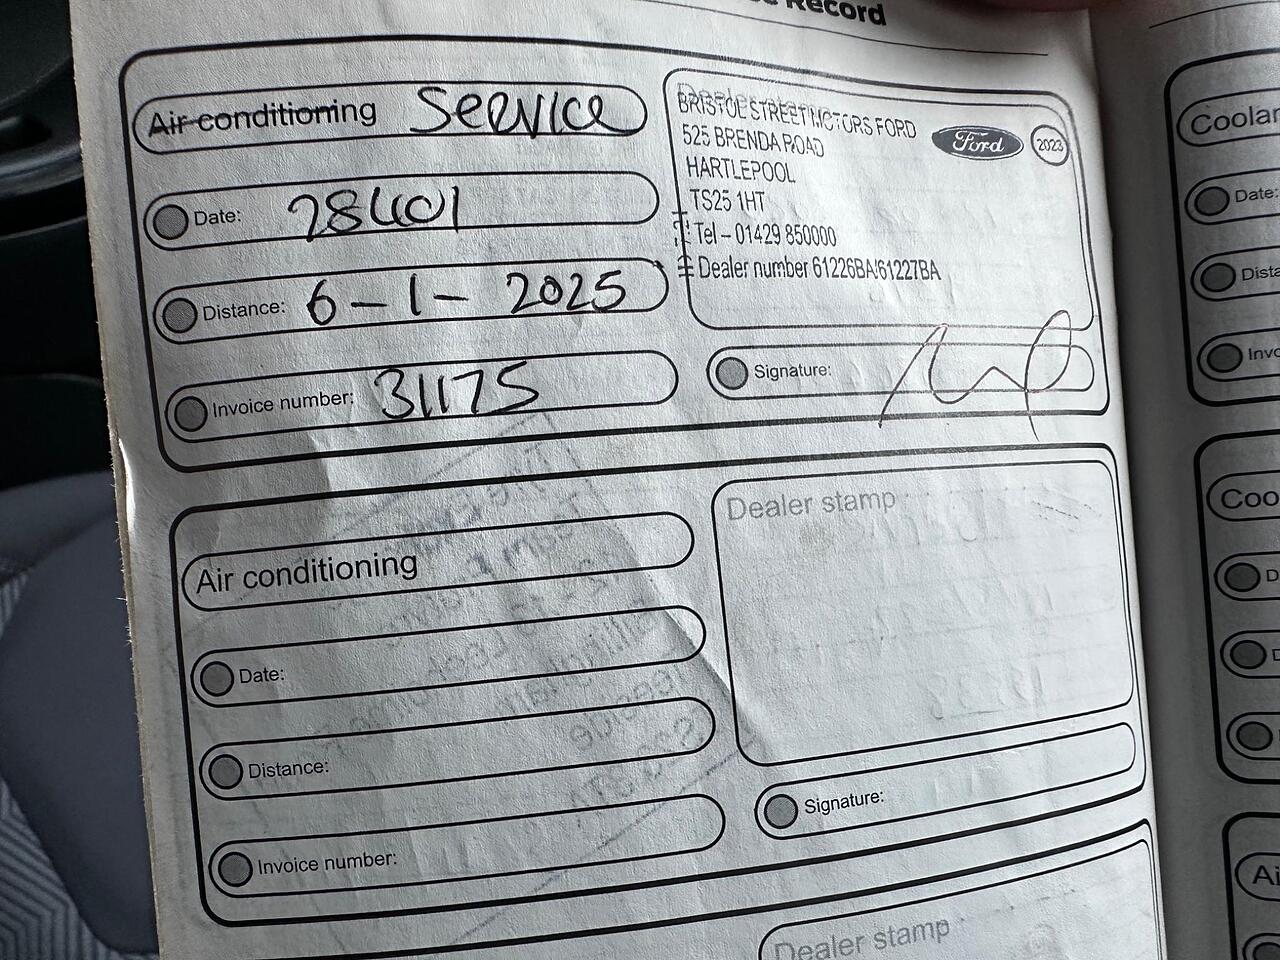 Record
Air conditioning SERVICE
Date: 28401
Distance: 6-1-2025
Invoice number: 31175
BRISTOL STREET MOTORS FORD
525 BRENDA ROAD
HARTLEPOOL
TS25 1HT
Tel – 01429 850000
Dealer number 61226BA/61227BA
Ford
2023
Signature:
Air conditioning
Date:
Distance:
Invoice number:
Dealer stamp
Signature:
Dealer stamp
Coolan
Date:
Dista
Invo
Coo
D
D
Ai